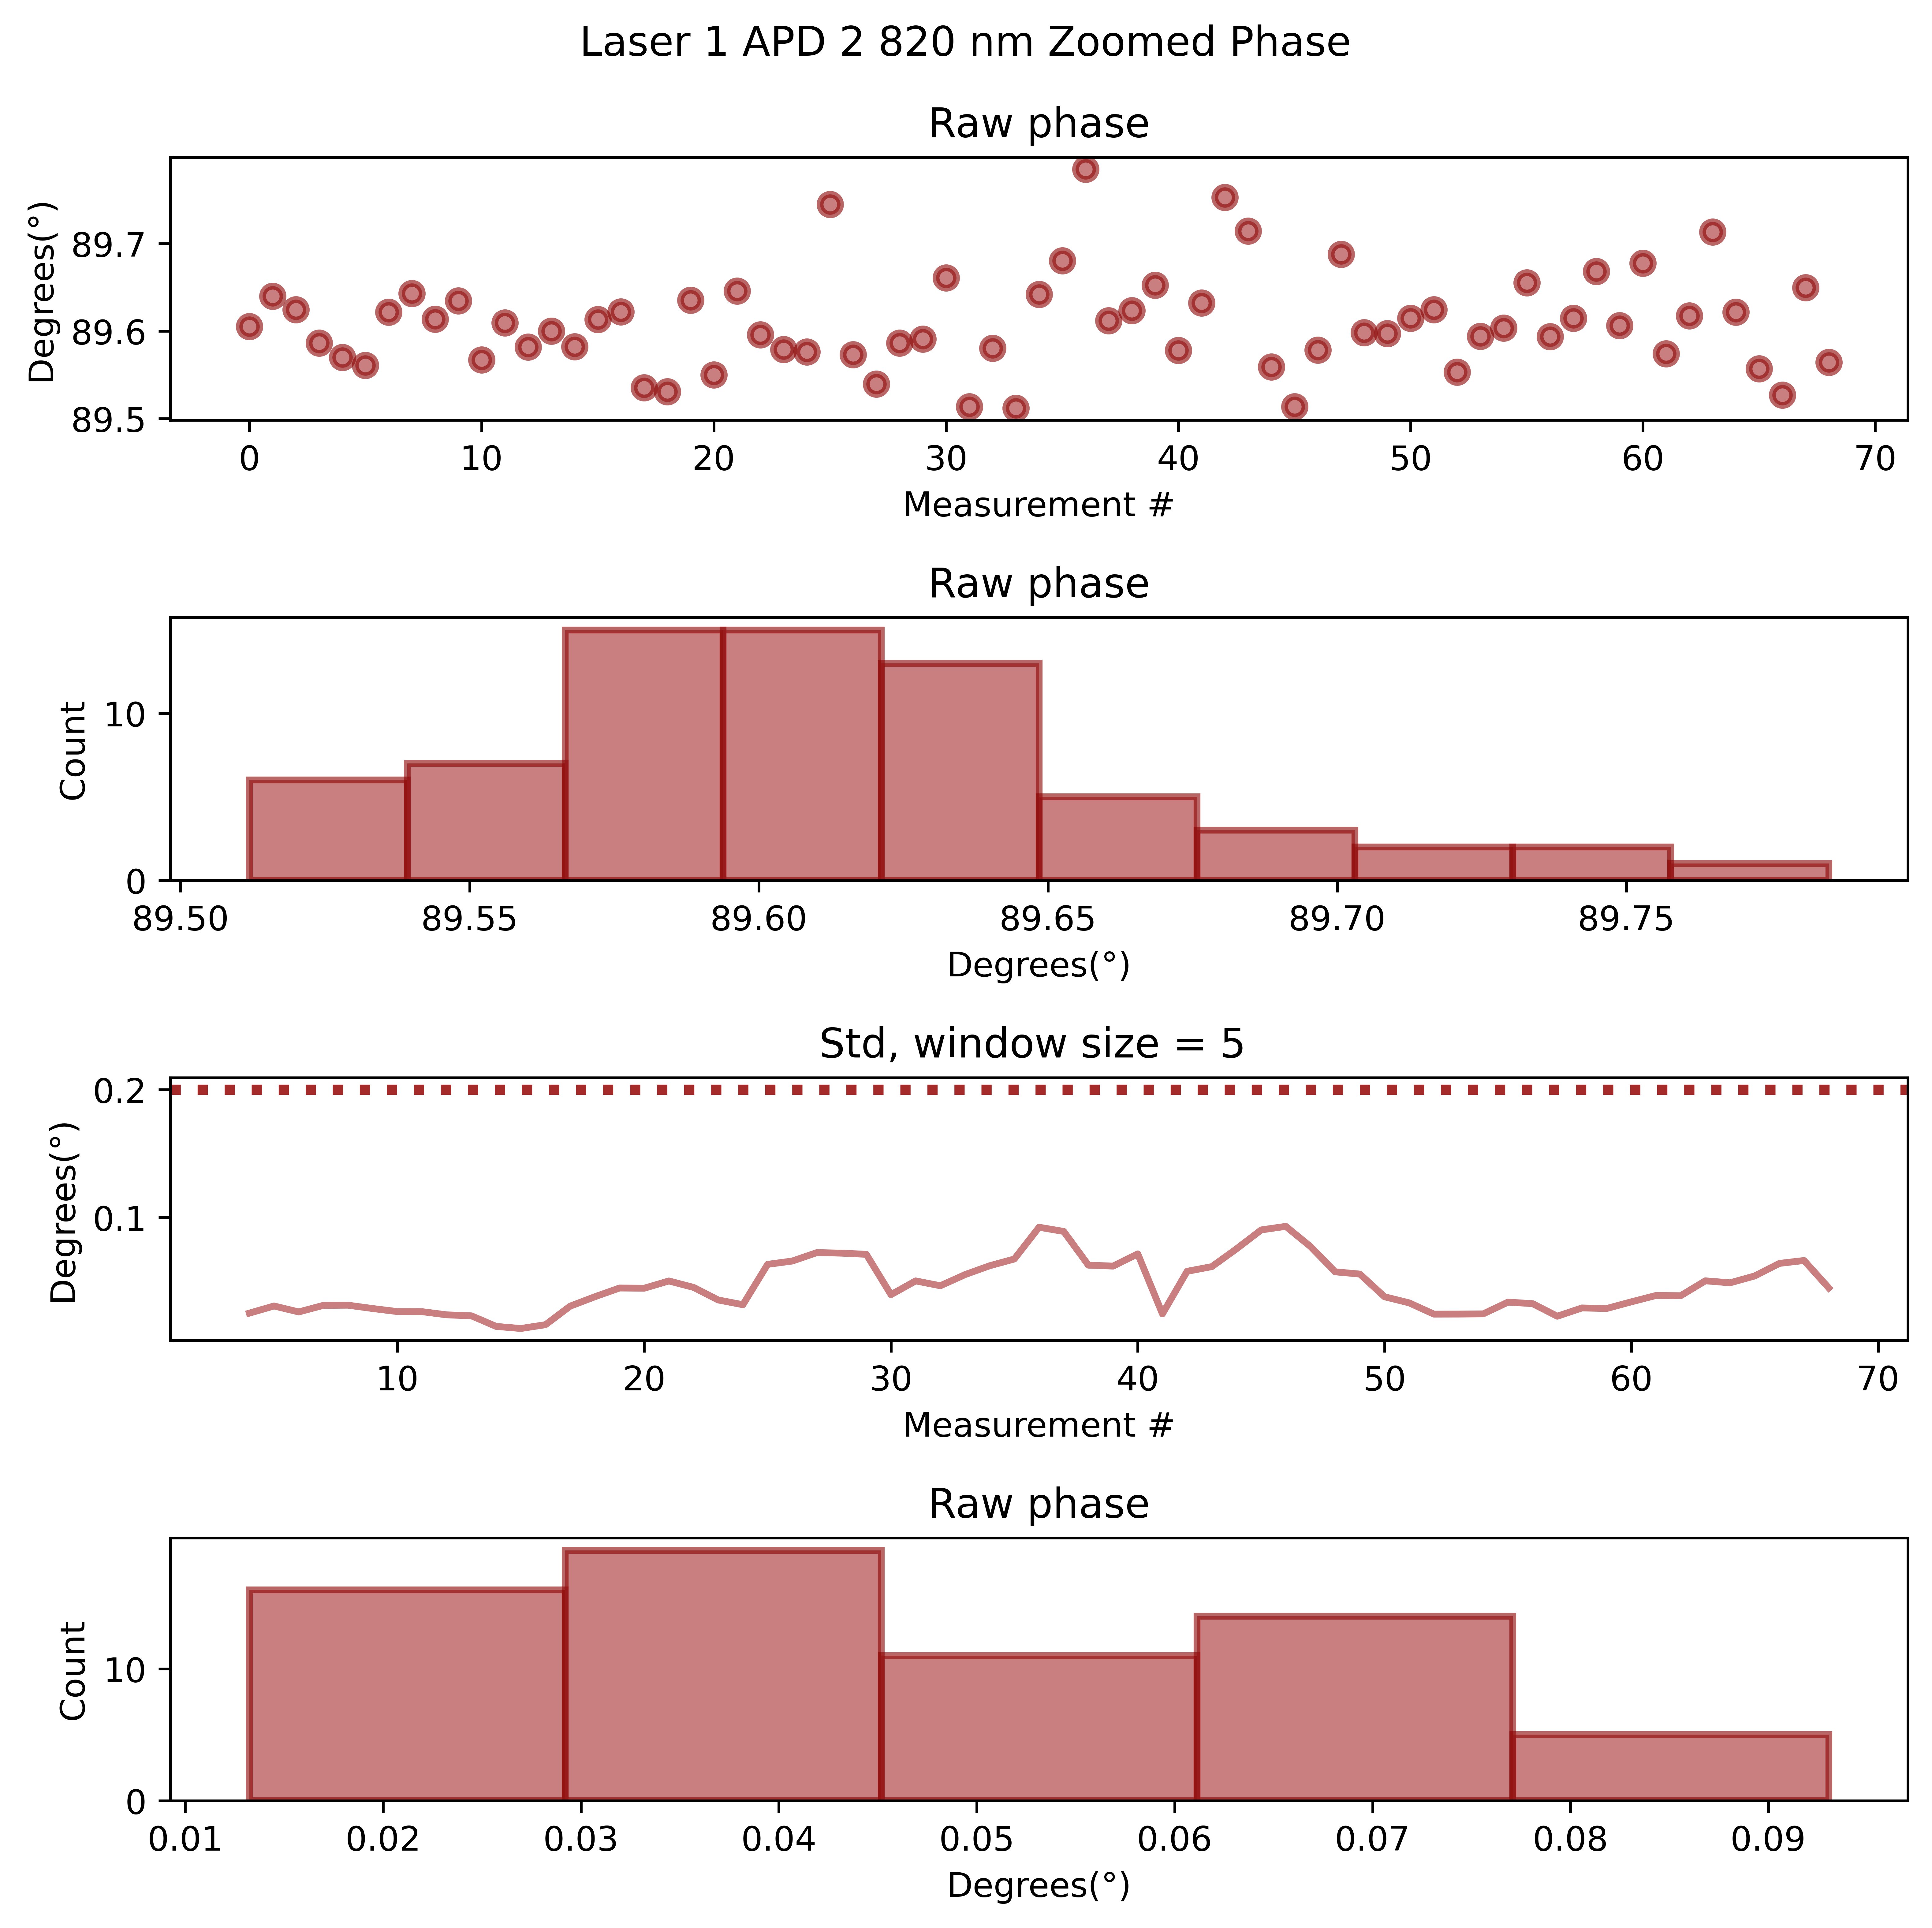 Laser 1 APD 2 820 nm Zoomed Phase
Raw phase
Degrees(°)
89.7
89.6
89.5
0 10 20 30 40 50 60 70
Measurement #
Raw phase
Count
10
0
89.50 89.55 89.60 89.65 89.70 89.75
Degrees(°)
Std, window size = 5
Degrees(°)
0.2
0.1
10 20 30 40 50 60 70
Measurement #
Raw phase
Count
10
0
0.01 0.02 0.03 0.04 0.05 0.06 0.07 0.08 0.09
Degrees(°)